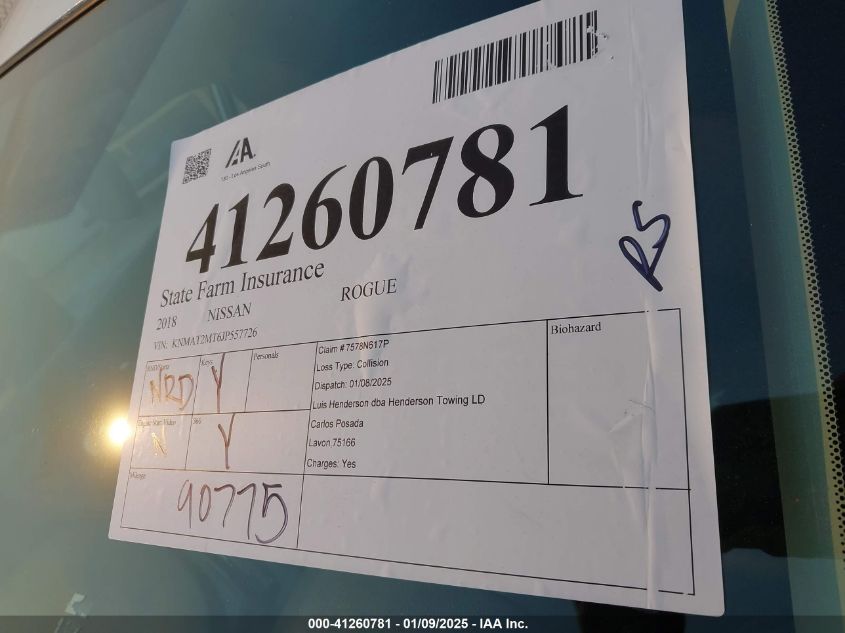 IAA.
41260781
R5
State Farm Insurance
2018 NISSAN ROGUE
VIN: KNMAT2MT6JP557726
Keys Personals
NRD Y
N Y
Mileage
90775
Claim # 7578N617P
Loss Type: Collision
Dispatch: 01/08/2025
Luis Henderson dba Henderson Towing LD
Carlos Posada
Lavon 75166
Charges: Yes
Biohazard
000-41260781 - 01/09/2025 - IAA Inc.